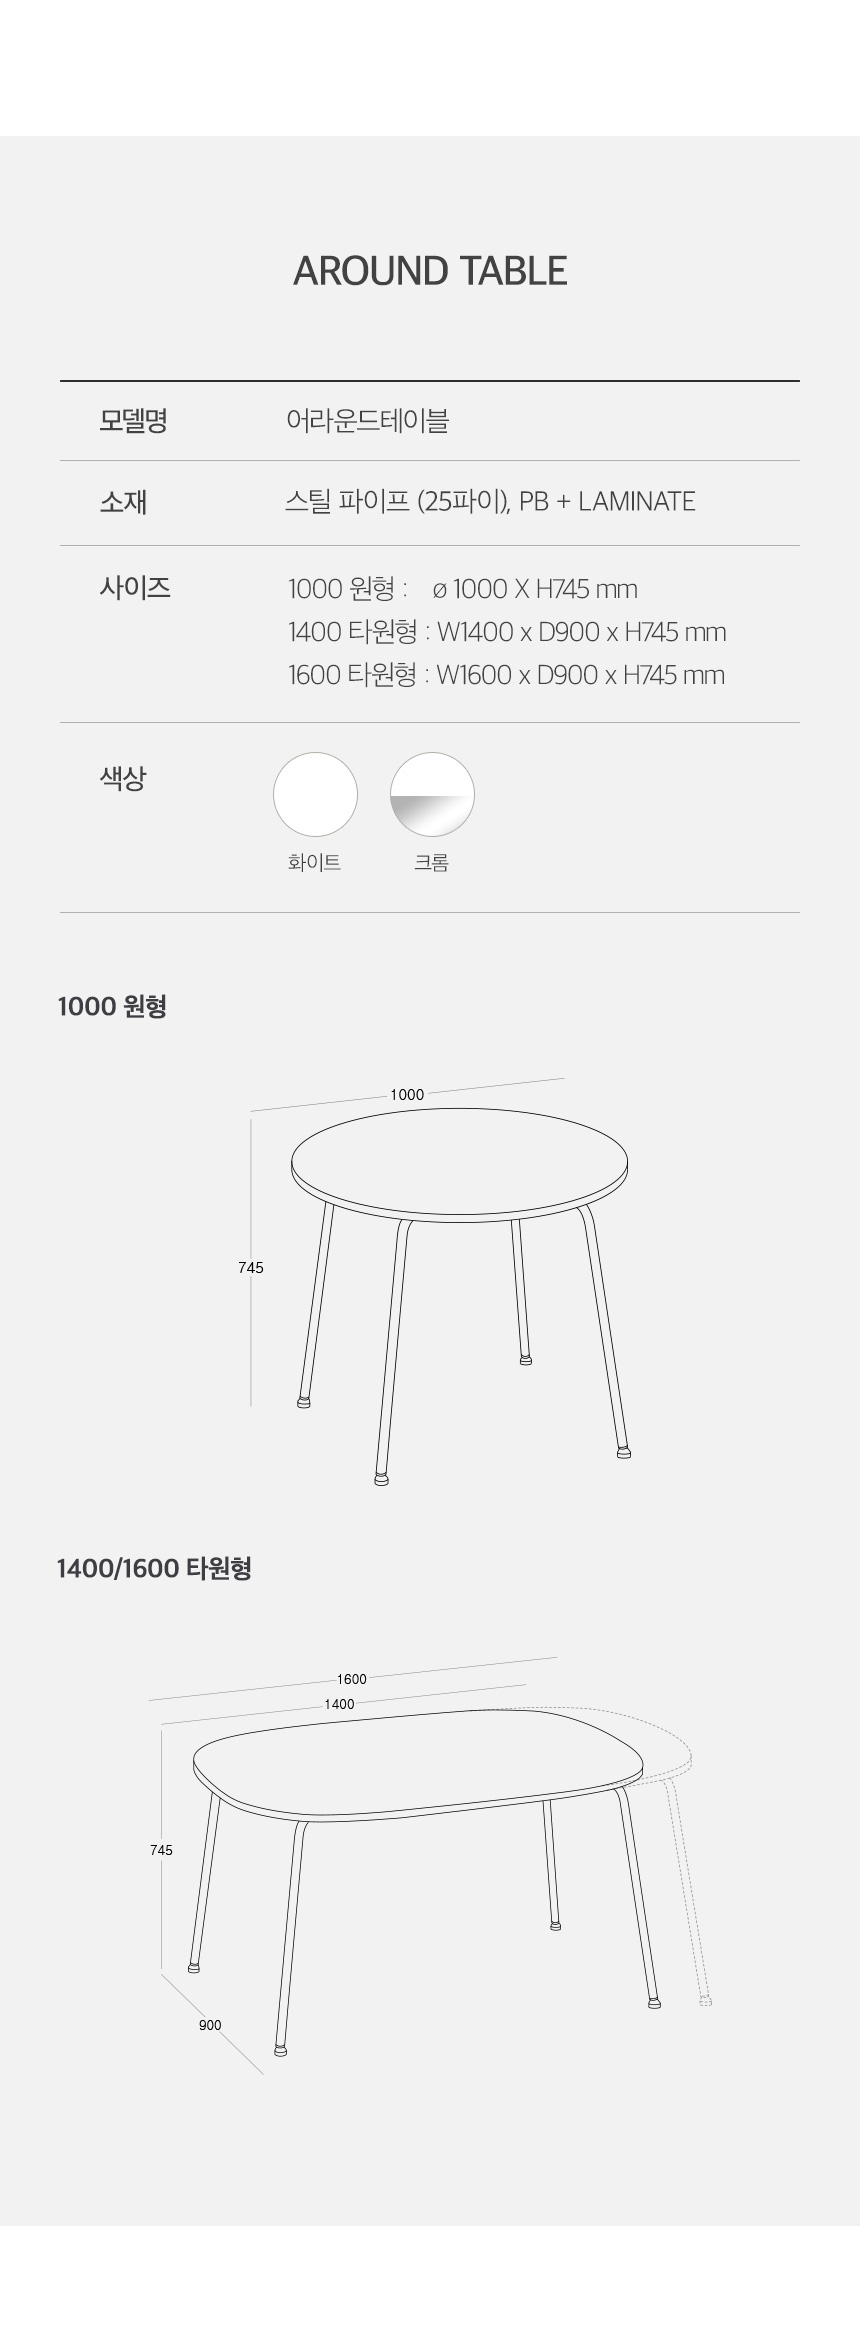 AROUND TABLE
모델명 어라운드테이블
소재 스틸 파이프 (25파이), PB + LAMINATE
사이즈 1000 원형 : ø 1000 X H745 mm
1400 타원형 : W1400 x D900 x H745 mm
1600 타원형 : W1600 x D900 x H745 mm
색상
화이트 크롬
1000 원형
1000
745
1400/1600 타원형
1600
1400
745
900